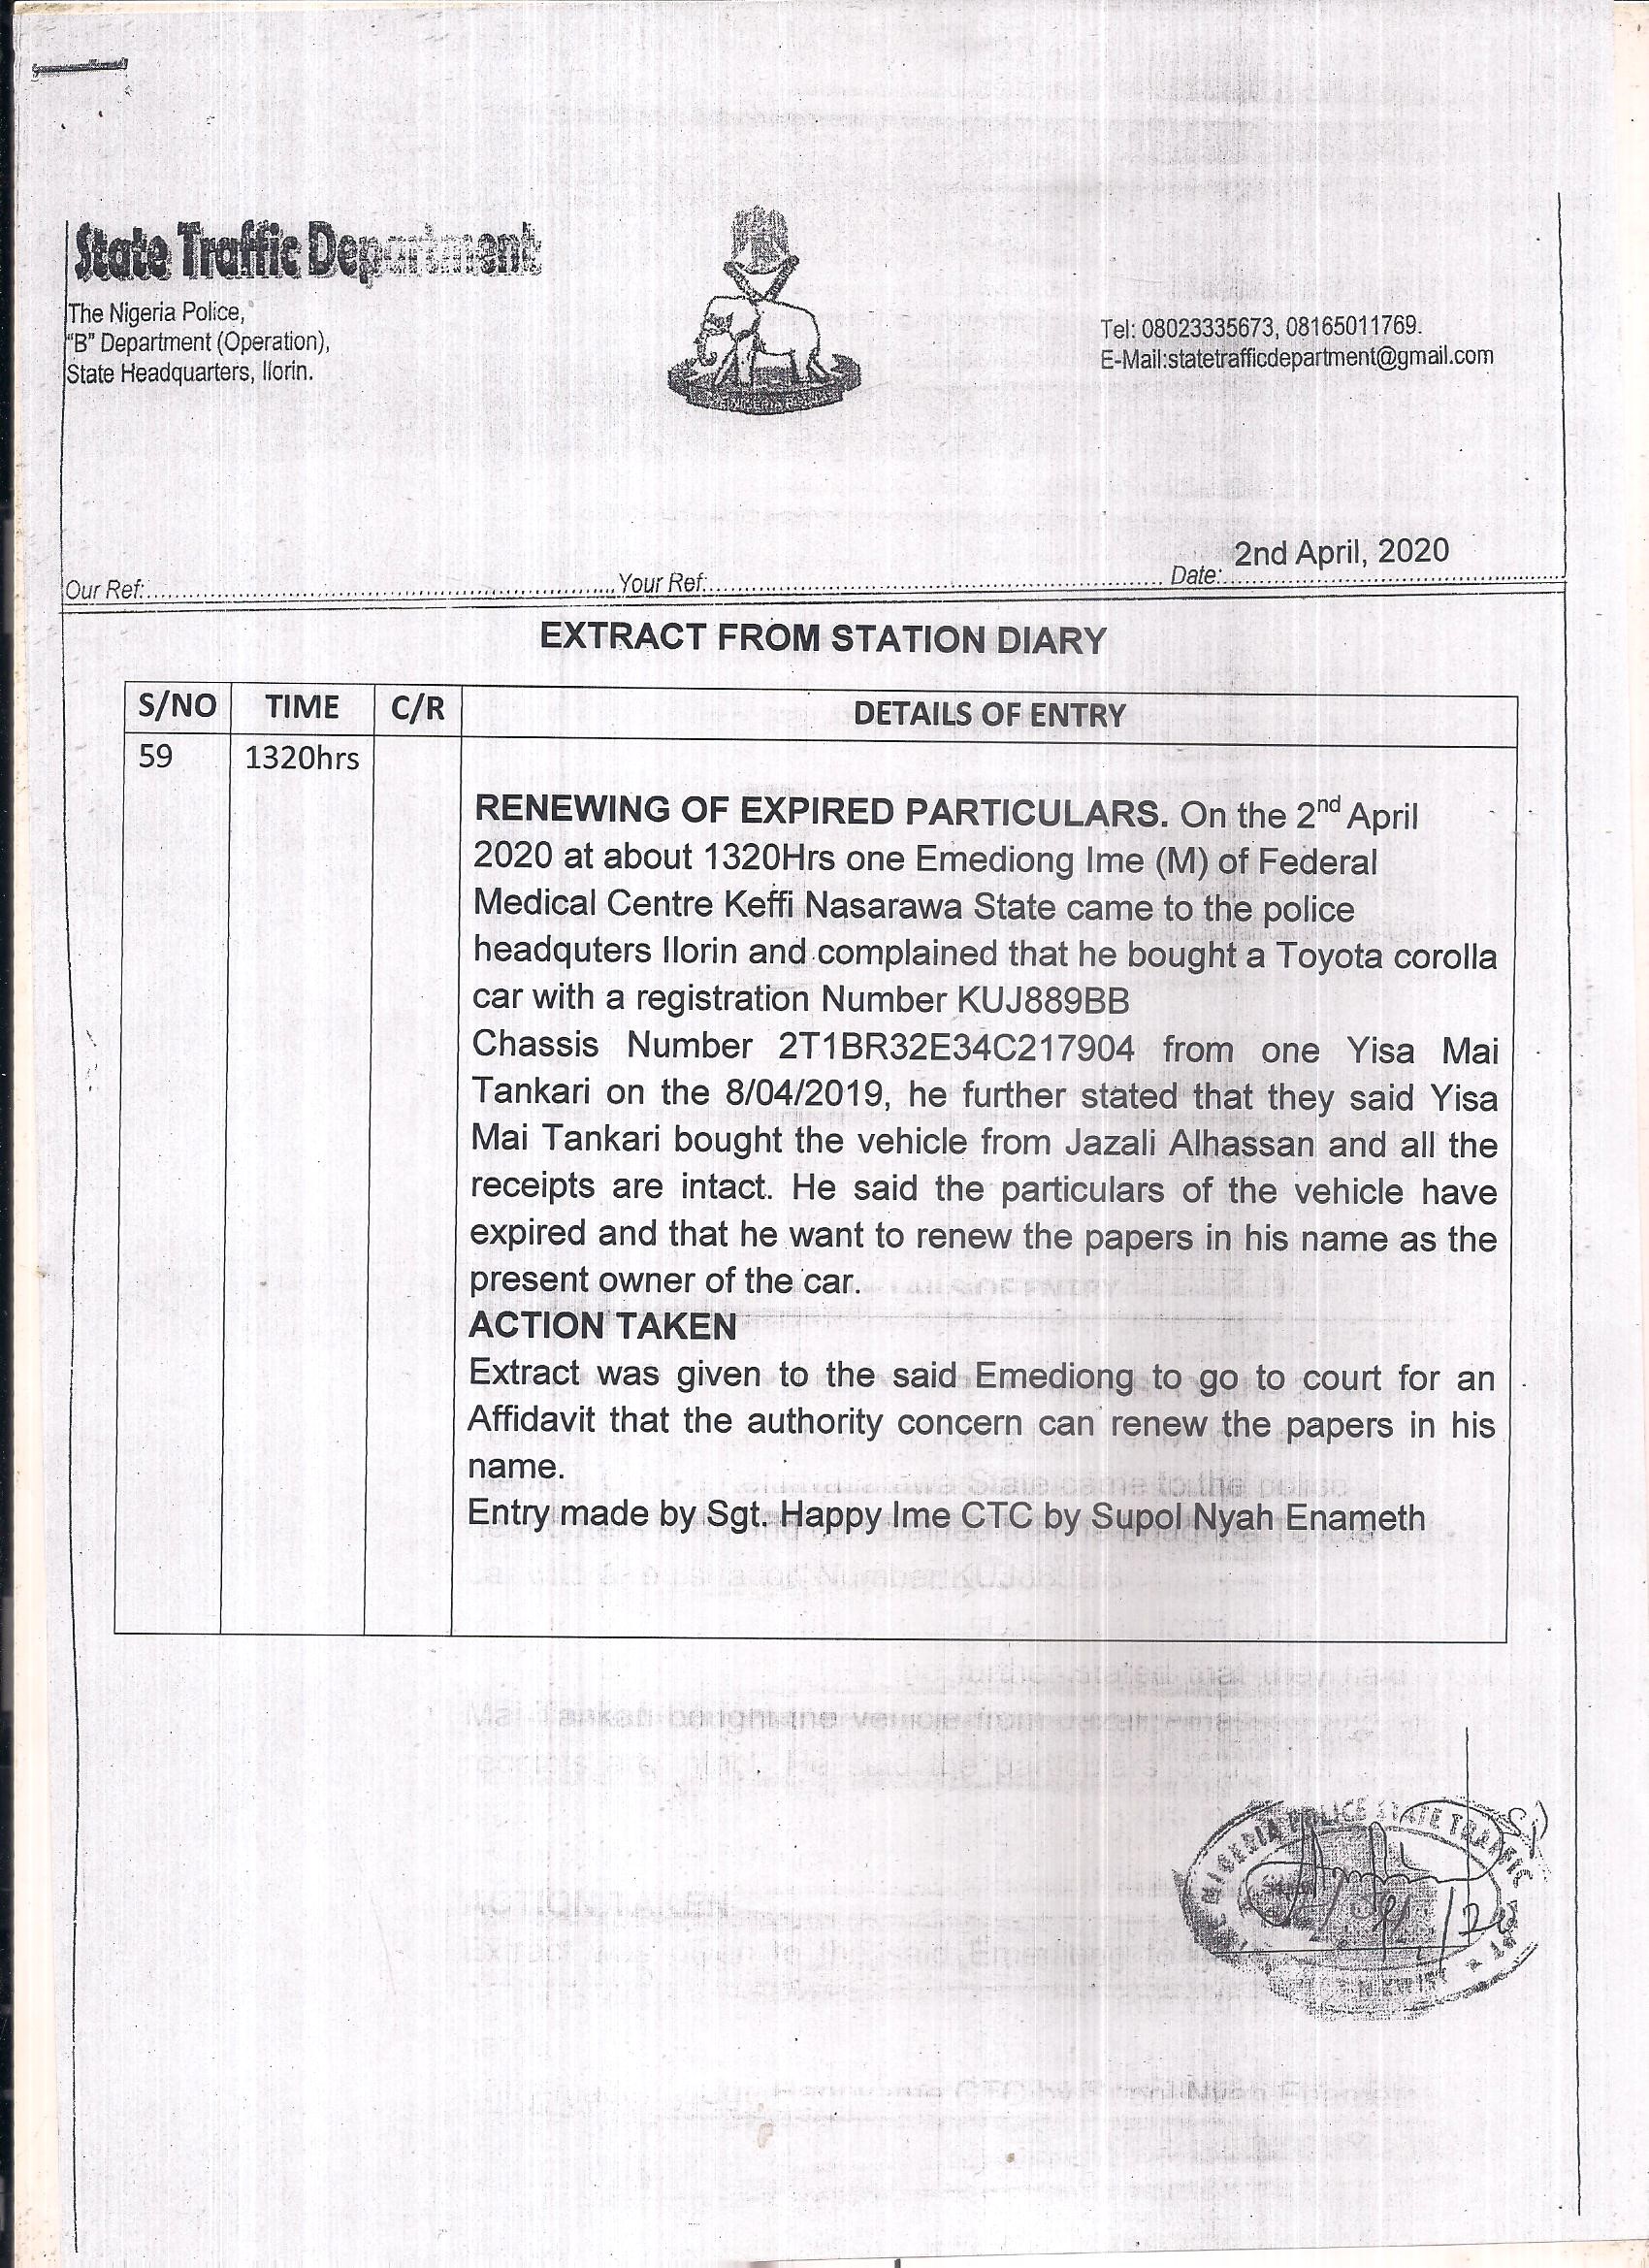 State Traffic Department
The Nigeria Police,
"B" Department (Operation),
State Headquarters, Ilorin.
Tel: 08023335673, 08165011769.
E-Mail:statetrafficdepartment@gmail.com
2nd April, 2020
Our Ref: Your Ref: Date:
EXTRACT FROM STATION DIARY
S/NO TIME C/R DETAILS OF ENTRY
59 1320hrs
RENEWING OF EXPIRED PARTICULARS. On the 2nd April
2020 at about 1320Hrs one Emediong Ime (M) of Federal
Medical Centre Keffi Nasarawa State came to the police
headquters Ilorin and complained that he bought a Toyota corolla
car with a registration Number KUJ889BB
Chassis Number 2T1BR32E34C217904 from one Yisa Mai
Tankari on the 8/04/2019, he further stated that they said Yisa
Mai Tankari bought the vehicle from Jazali Alhassan and all the
receipts are intact. He said the particulars of the vehicle have
expired and that he want to renew the papers in his name as the
present owner of the car.
ACTION TAKEN
Extract was given to the said Emediong to go to court for an
Affidavit that the authority concern can renew the papers in his
name.
Entry made by Sgt. Happy Ime CTC by Supol Nyah Enameth
NIGERIA POLICE STATE TRAFFIC